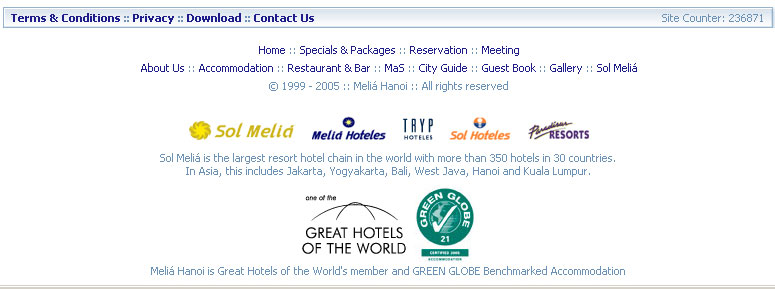 Terms & Conditions :: Privacy :: Download :: Contact Us Site Counter: 236871
Home :: Specials & Packages :: Reservation :: Meeting
About Us :: Accommodation :: Restaurant & Bar :: MaS :: City Guide :: Guest Book :: Gallery :: Sol Meliá
© 1999 - 2005 :: Meliá Hanoi :: All rights reserved
Sol Meliá Meliá Hoteles TRYP HOTELES Sol Hoteles Paradisus RESORTS
Sol Meliá is the largest resort hotel chain in the world with more than 350 hotels in 30 countries.
In Asia, this includes Jakarta, Yogyakarta, Bali, West Java, Hanoi and Kuala Lumpur.
one of the
GREAT HOTELS
OF THE WORLD
GREEN GLOBE
21
CERTIFIED 2005
ACCOMMODATION
Meliá Hanoi is Great Hotels of the World's member and GREEN GLOBE Benchmarked Accommodation